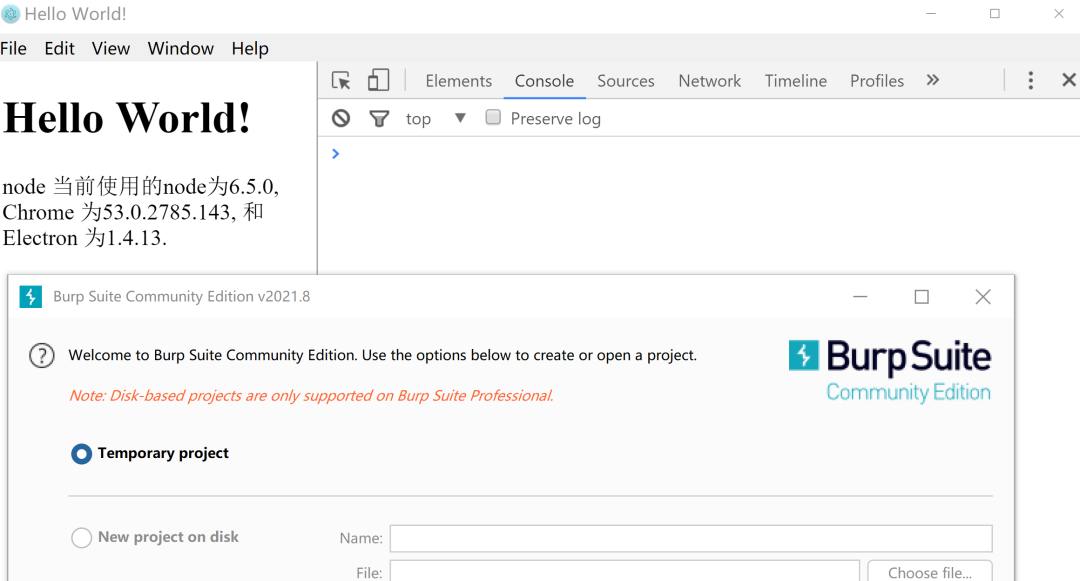 Hello World!
File Edit View Window Help
Elements Console Sources Network Timeline Profiles »
top Preserve log
Hello World!
node 当前使用的node为6.5.0,
Chrome 为53.0.2785.143, 和
Electron 为1.4.13.
Burp Suite Community Edition v2021.8
Welcome to Burp Suite Community Edition. Use the options below to create or open a project.
Note: Disk-based projects are only supported on Burp Suite Professional.
Burp Suite
Community Edition
Temporary project
New project on disk Name:
File: Choose file...